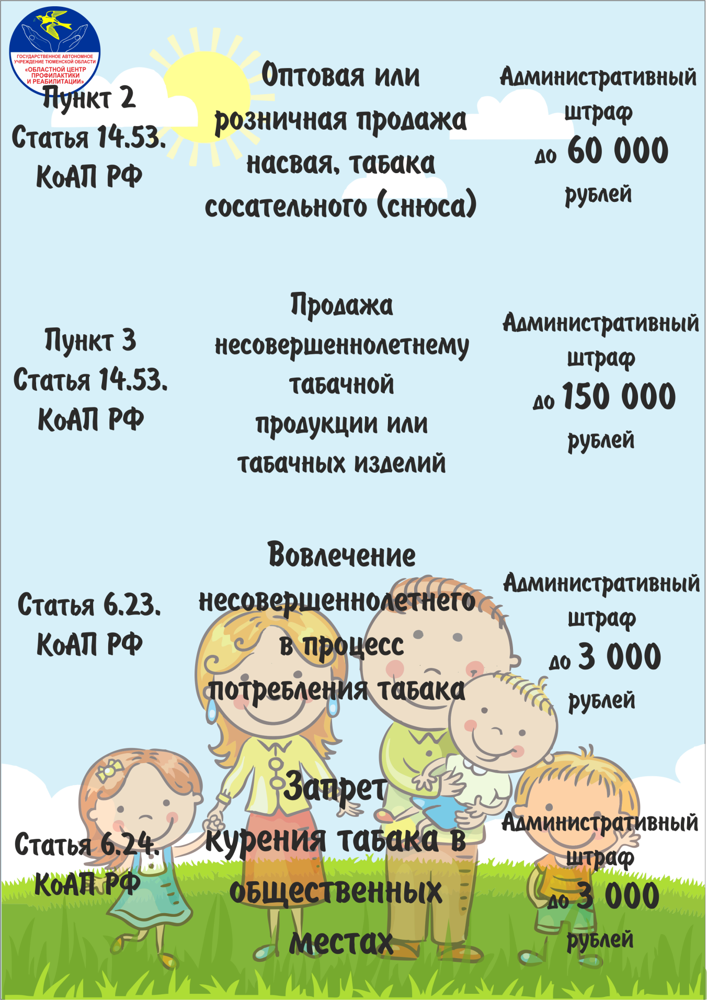 ГОСУДАРСТВЕННОЕ АВТОНОМНОЕ
УЧРЕЖДЕНИЕ ТЮМЕНСКОЙ ОБЛАСТИ
«ОБЛАСТНОЙ ЦЕНТР
ПРОФИЛАКТИКИ
И РЕАБИЛИТАЦИИ»
Пункт 2
Статья 14.53.
КоАП РФ
Оптовая или
розничная продажа
насвая, табака
сосательного (снюса)
Административный
штраф
до 60 000
рублей
Пункт 3
Статья 14.53.
КоАП РФ
Продажа
несовершеннолетнему
табачной
продукции или
табачных изделий
Административный
штраф
до 150 000
рублей
Статья 6.23.
КоАП РФ
Вовлечение
несовершеннолетнего
в процесс
потребления табака
Административный
штраф
до 3 000
рублей
Статья 6.24.
КоАП РФ
Запрет
курения табака в
общественных
местах
Административный
штраф
до 3 000
рублей